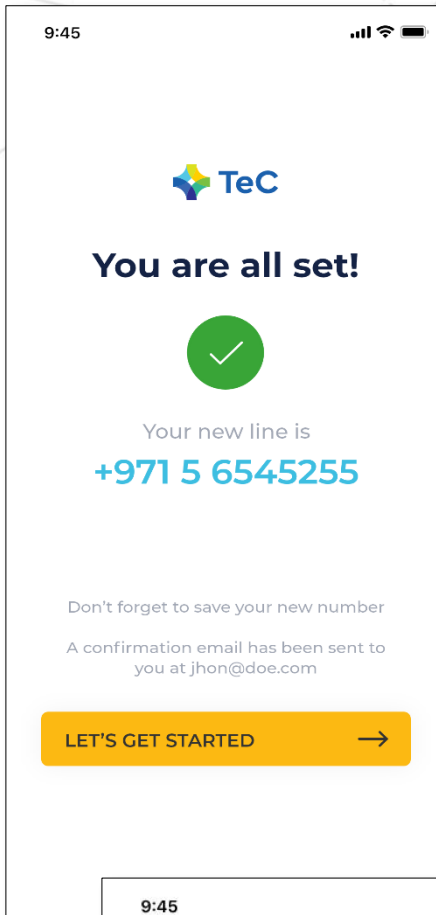 9:45
TeC
You are all set!
Your new line is
+971 5 6545255
Don’t forget to save your new number
A confirmation email has been sent to
you at jhon@doe.com
LET’S GET STARTED
9:45